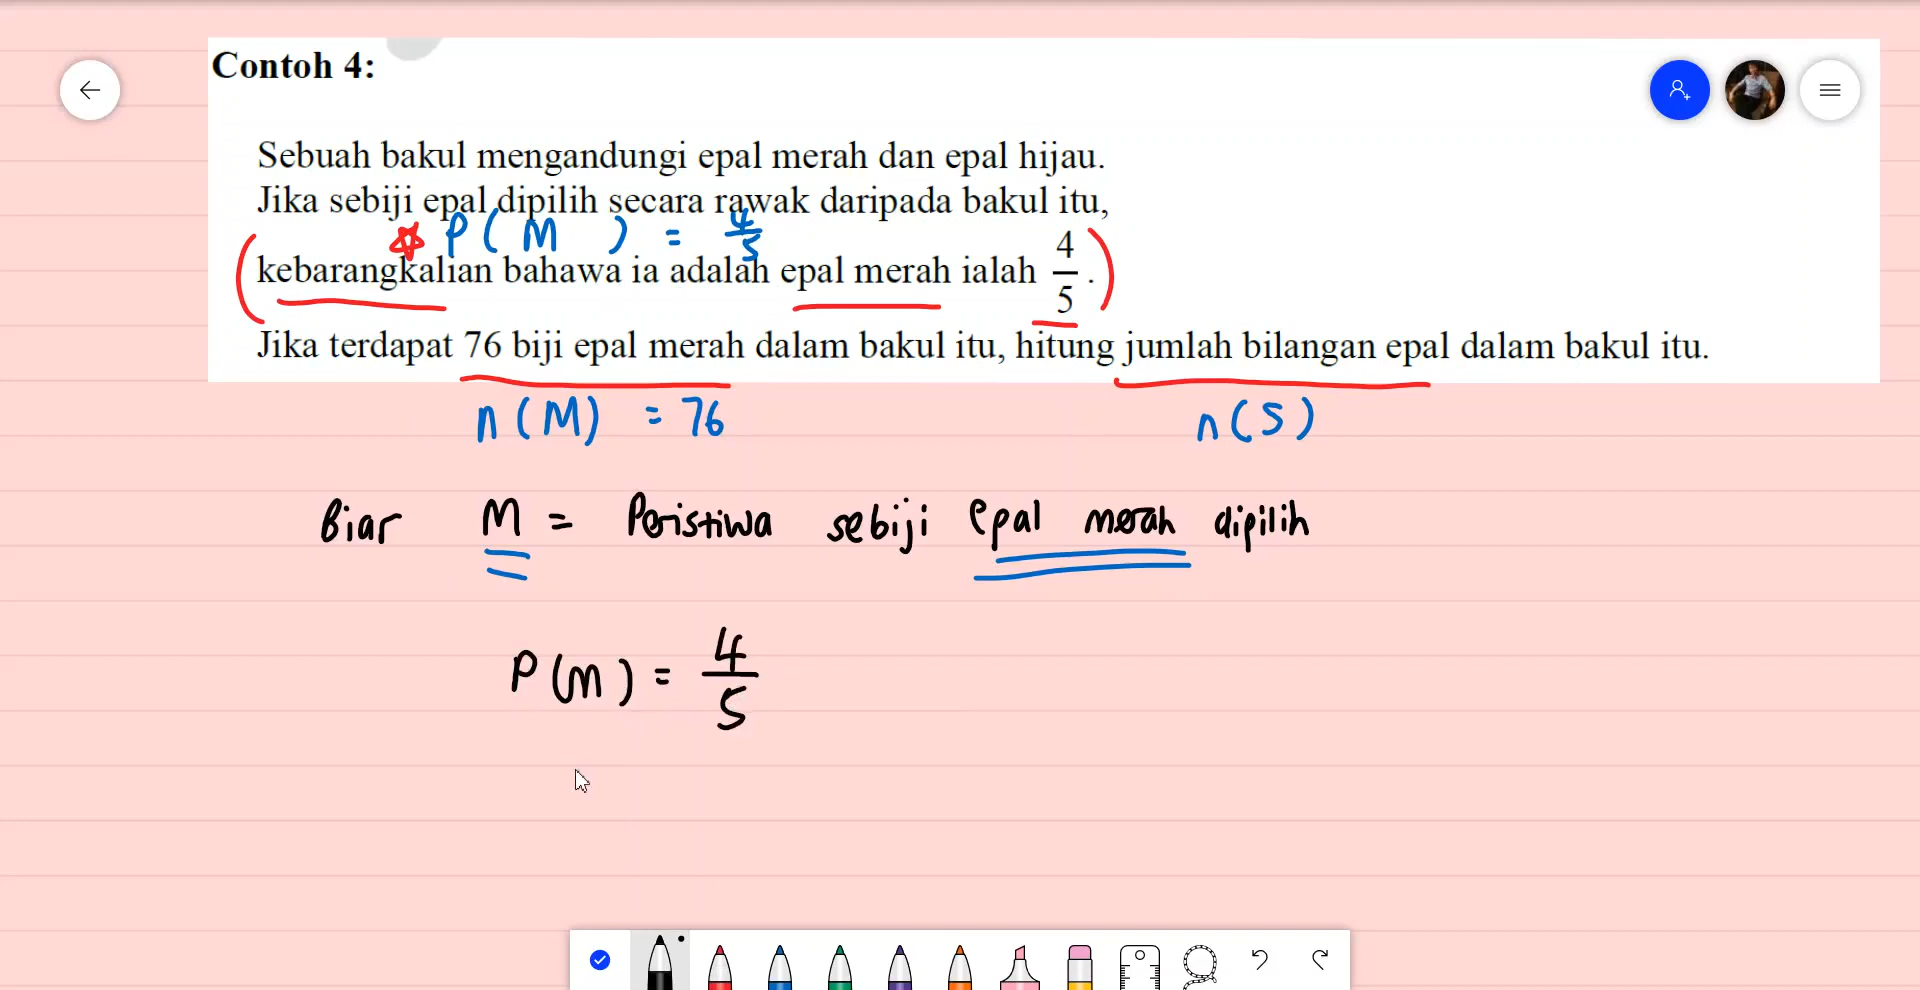 Contoh 4:
Sebuah bakul mengandungi epal merah dan epal hijau.
Jika sebiji epal dipilih secara rawak daripada bakul itu,
P(M) = 4/5
kebarangkalian bahawa ia adalah epal merah ialah 4/5.
Jika terdapat 76 biji epal merah dalam bakul itu, hitung jumlah bilangan epal dalam bakul itu.
n(M) = 76 n(S)
Biar M = Peristiwa sebiji epal merah dipilih
P(M) = 4/5